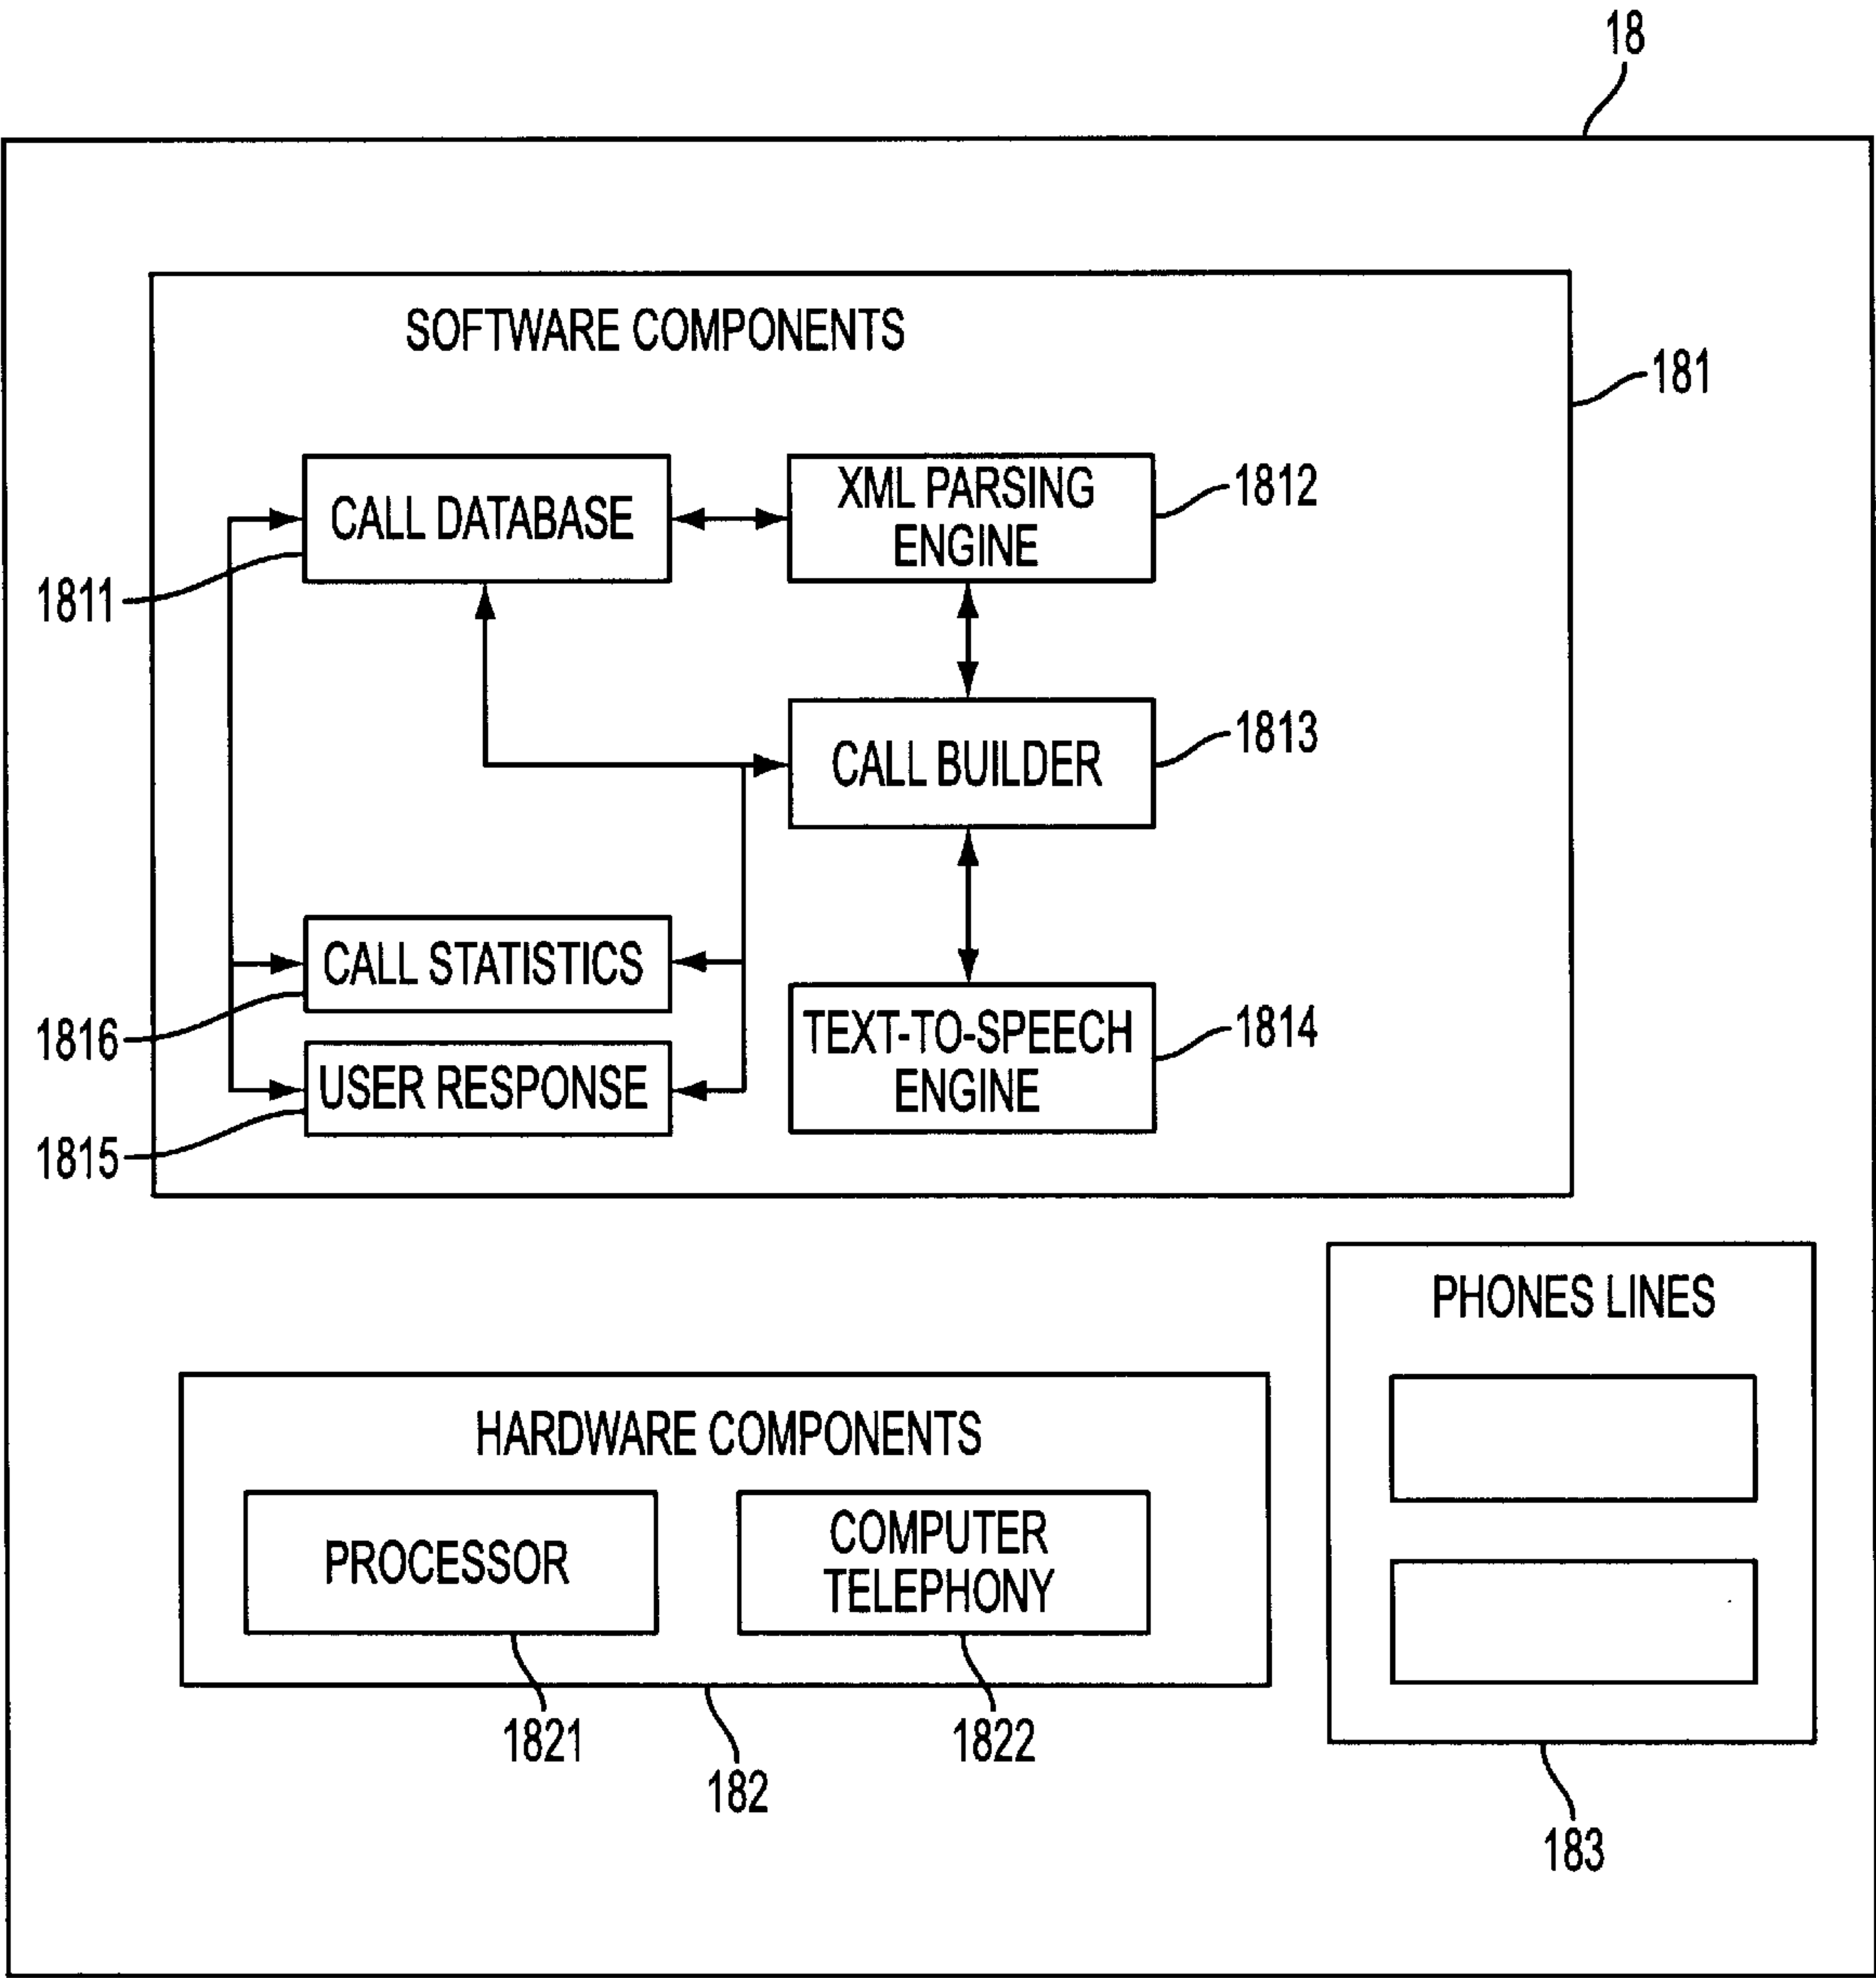 18
SOFTWARE COMPONENTS
181
CALL DATABASE
XML PARSING
ENGINE
1812
1811
CALL BUILDER
1813
CALL STATISTICS
1816
TEXT-TO-SPEECH
ENGINE
1814
USER RESPONSE
1815
PHONES LINES
HARDWARE COMPONENTS
PROCESSOR
COMPUTER
TELEPHONY
1821
1822
182
183